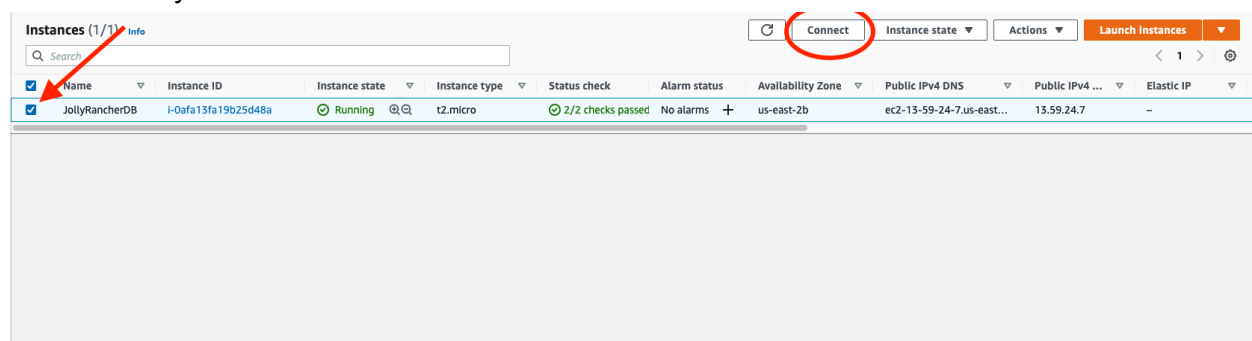 Instances (1/1) Info Connect Instance state Actions Launch Instances
Search 1
Name Instance ID Instance state Instance type Status check Alarm status Availability Zone Public IPv4 DNS Public IPv4 ... Elastic IP
JollyRancherDB i-0afa13fa19b25d48a Running t2.micro 2/2 checks passed No alarms + us-east-2b ec2-13-59-24-7.us-east... 13.59.24.7 –